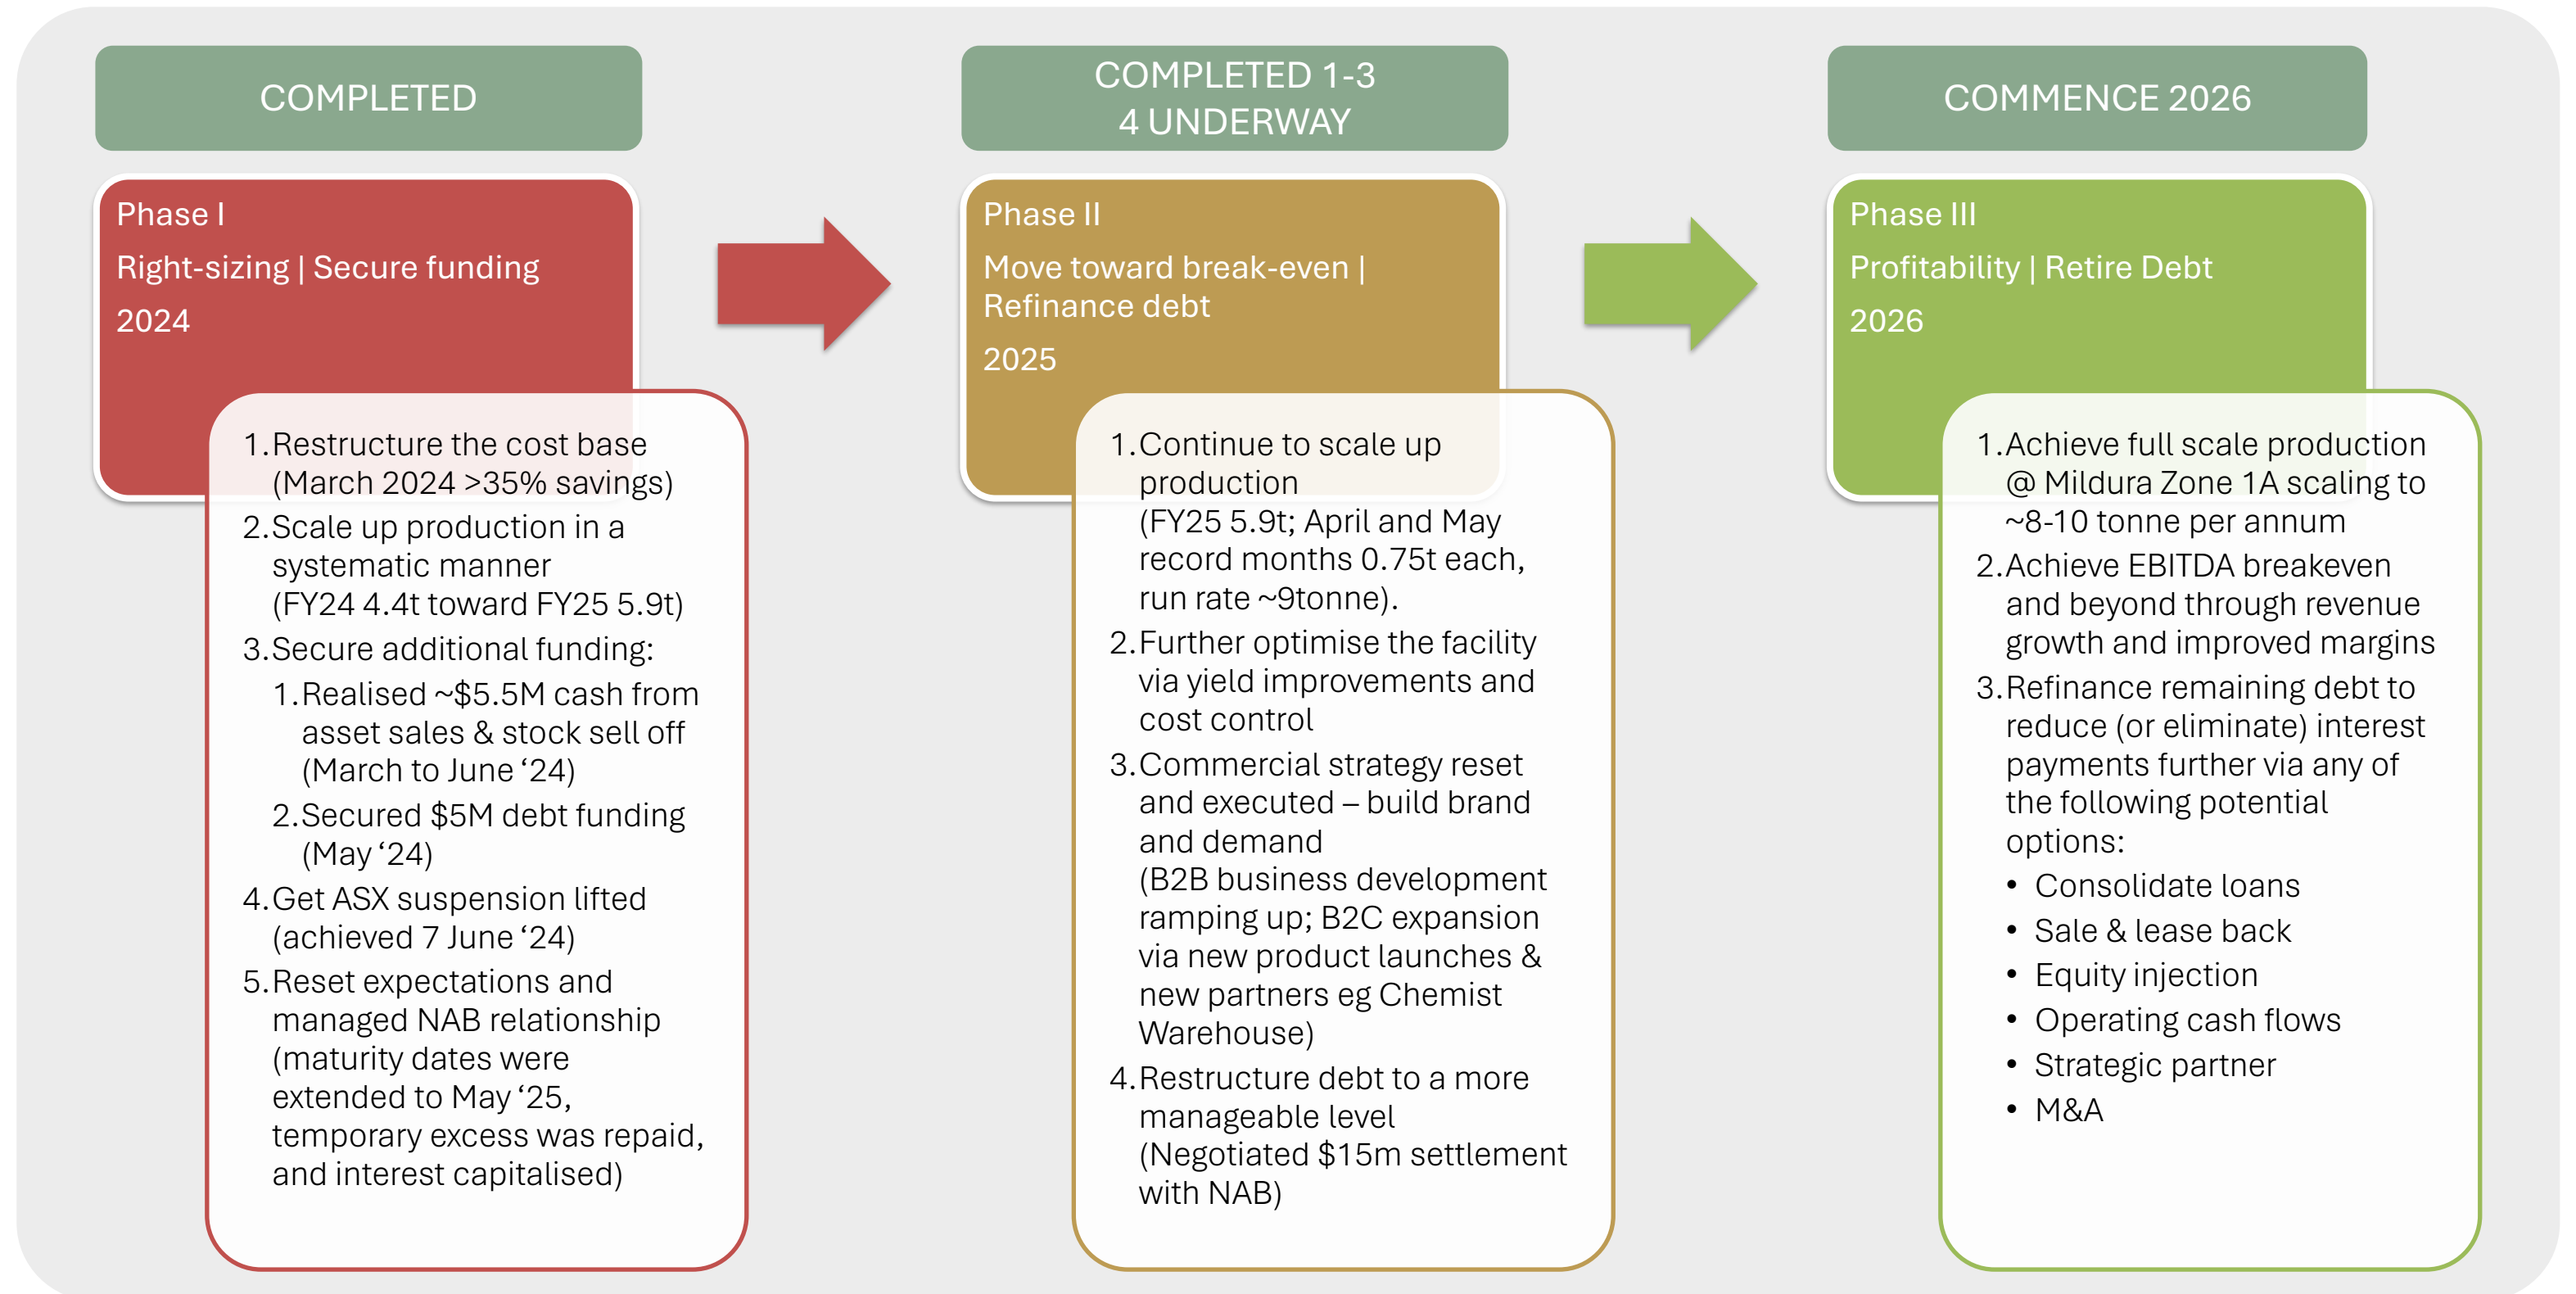 COMPLETED
Phase I
Right-sizing | Secure funding
2024
1.Restructure the cost base
(March 2024 >35% savings)
2.Scale up production in a
systematic manner
(FY24 4.4t toward FY25 5.9t)
3.Secure additional funding:
1.Realised ~$5.5M cash from
asset sales & stock sell off
(March to June ‘24)
2.Secured $5M debt funding
(May ‘24)
4.Get ASX suspension lifted
(achieved 7 June ‘24)
5.Reset expectations and
managed NAB relationship
(maturity dates were
extended to May ‘25,
temporary excess was repaid,
and interest capitalised)
COMPLETED 1-3
4 UNDERWAY
Phase II
Move toward break-even |
Refinance debt
2025
1.Continue to scale up
production
(FY25 5.9t; April and May
record months 0.75t each,
run rate ~9tonne).
2.Further optimise the facility
via yield improvements and
cost control
3.Commercial strategy reset
and executed – build brand
and demand
(B2B business development
ramping up; B2C expansion
via new product launches &
new partners eg Chemist
Warehouse)
4.Restructure debt to a more
manageable level
(Negotiated $15m settlement
with NAB)
COMMENCE 2026
Phase III
Profitability | Retire Debt
2026
1.Achieve full scale production
@ Mildura Zone 1A scaling to
~8-10 tonne per annum
2.Achieve EBITDA breakeven
and beyond through revenue
growth and improved margins
3.Refinance remaining debt to
reduce (or eliminate) interest
payments further via any of
the following potential
options:
• Consolidate loans
• Sale & lease back
• Equity injection
• Operating cash flows
• Strategic partner
• M&A